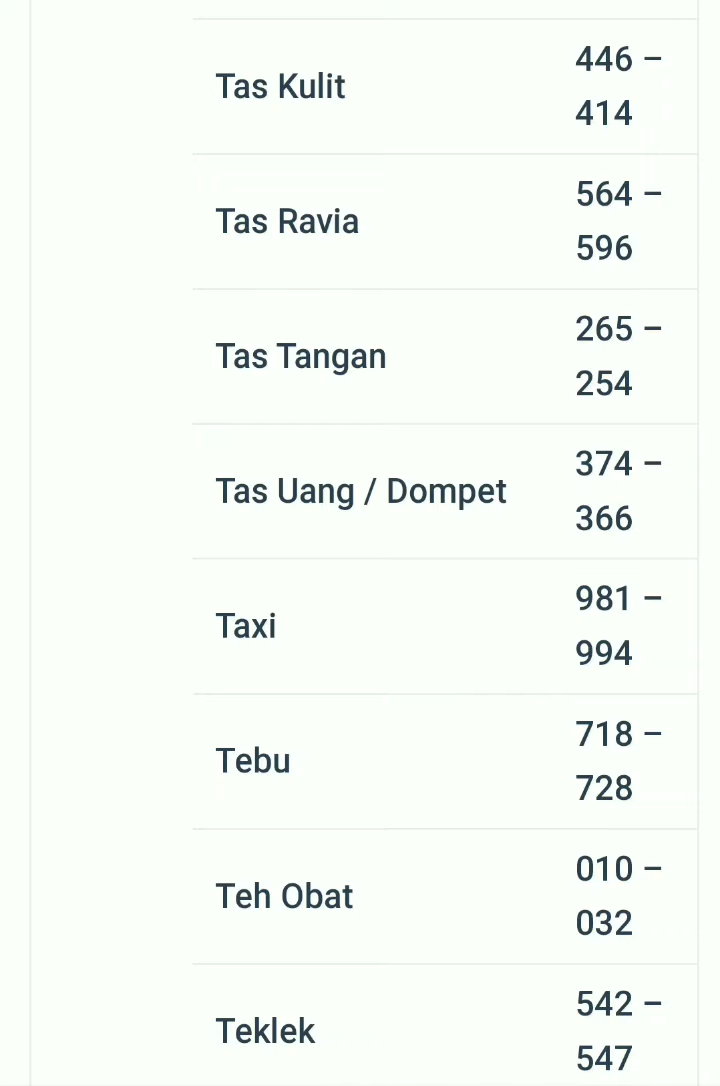 Tas Kulit
446 –
414
Tas Ravia
564 –
596
Tas Tangan
265 –
254
Tas Uang / Dompet
374 –
366
Taxi
981 –
994
Tebu
718 –
728
Teh Obat
010 –
032
Teklek
542 –
547